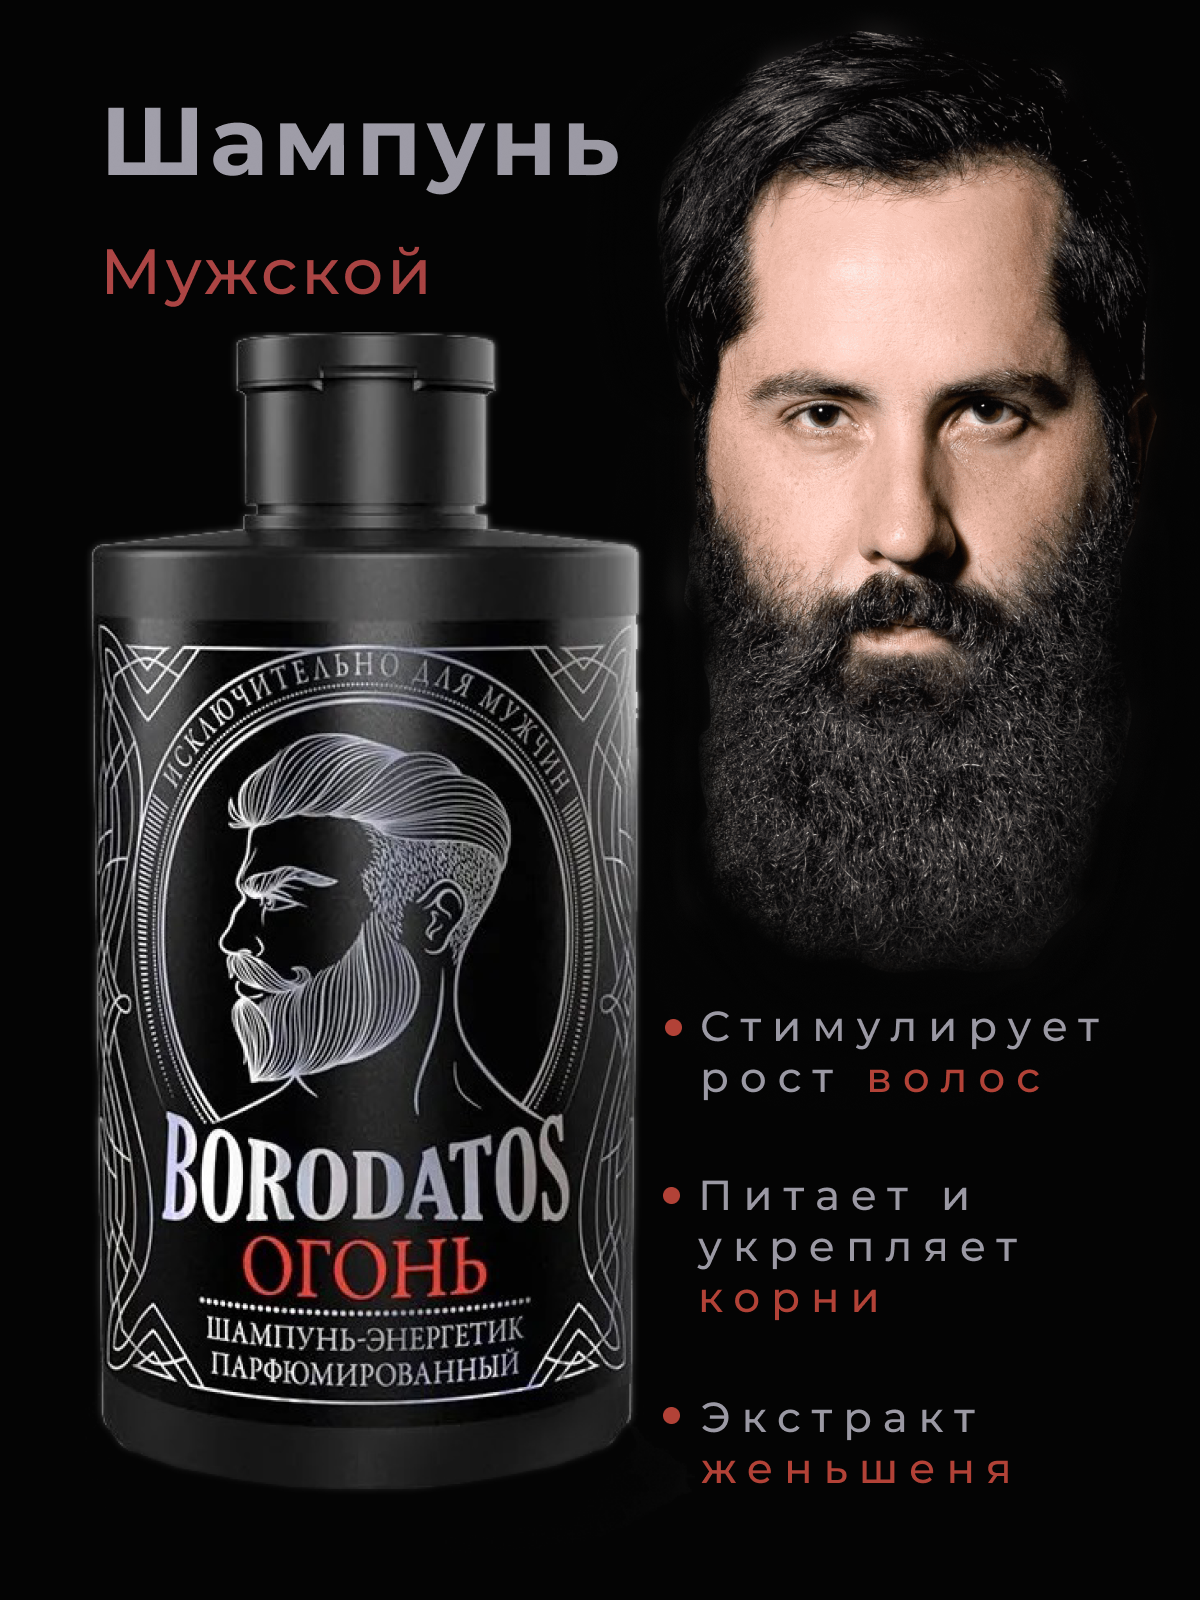 Шампунь
Мужской
ИСКЛЮЧИТЕЛЬНО ДЛЯ МУЖЧИН
BORODATOS
ОГОНЬ
ШАМПУНЬ-ЭНЕРГЕТИК
ПАРФЮМИРОВАННЫЙ
Стимулирует
рост волос
Питает и
укрепляет
корни
Экстракт
женьшеня